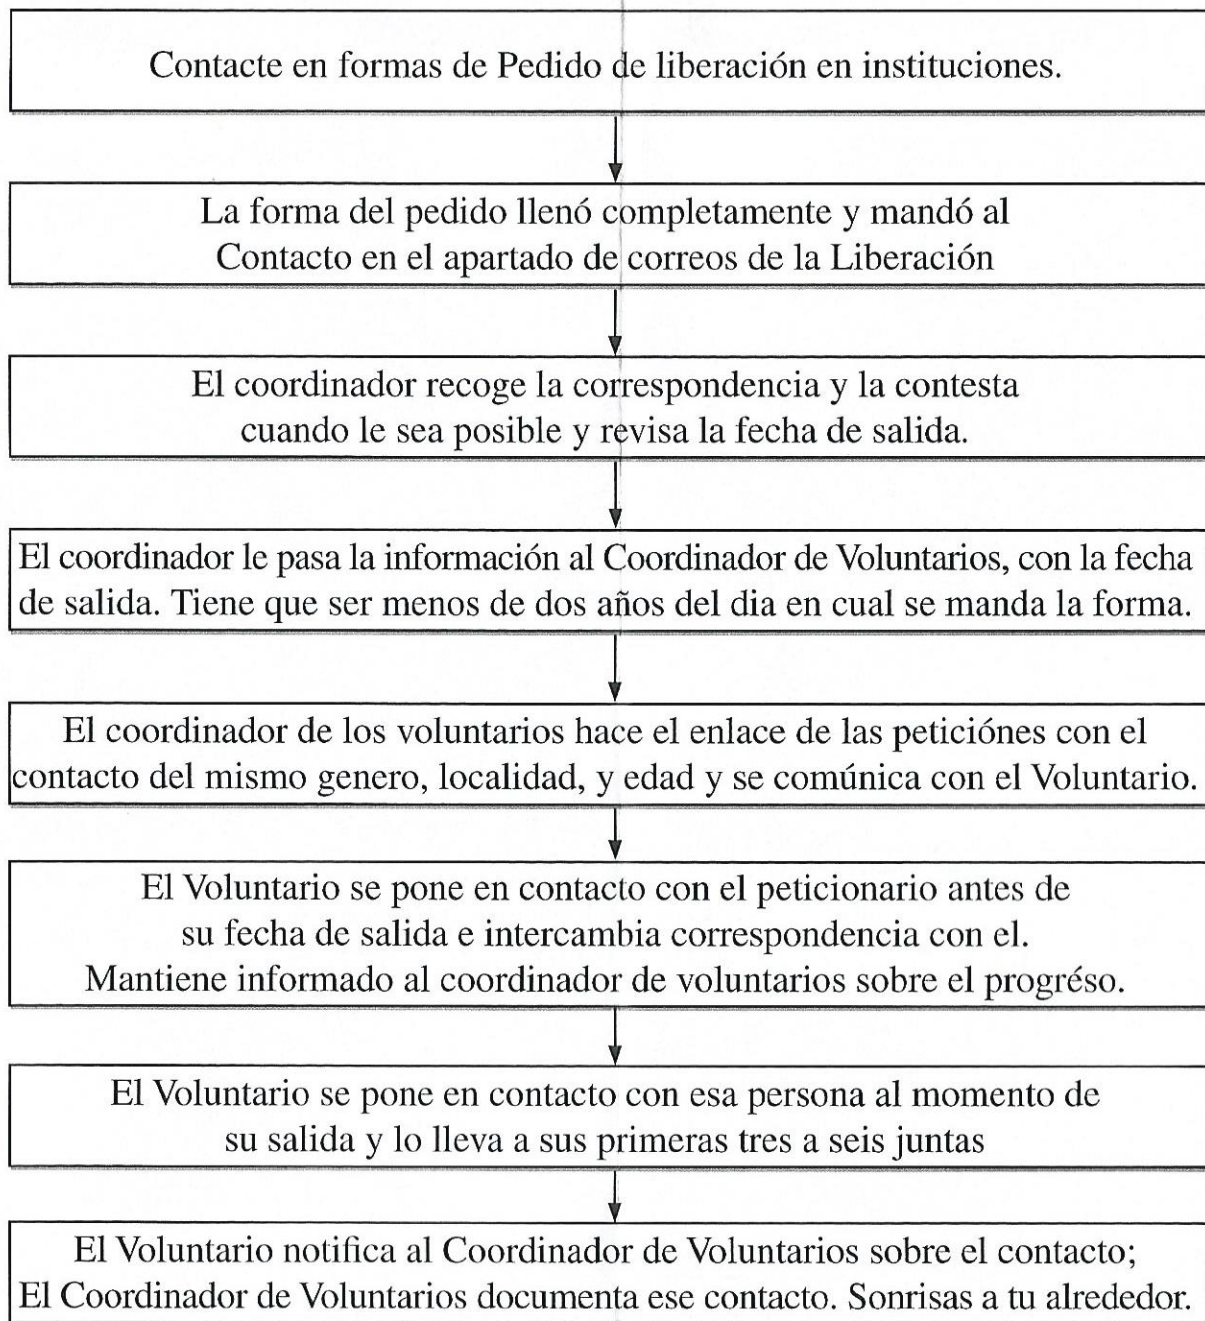 Contacte en formas de Pedido de liberación en instituciones.
La forma del pedido llenó completamente y mandó al
Contacto en el apartado de correos de la Liberación
El coordinador recoge la correspondencia y la contesta
cuando le sea posible y revisa la fecha de salida.
El coordinador le pasa la información al Coordinador de Voluntarios, con la fecha
de salida. Tiene que ser menos de dos años del dia en cual se manda la forma.
El coordinador de los voluntarios hace el enlace de las peticiónes con el
contacto del mismo genero, localidad, y edad y se comúnica con el Voluntario.
El Voluntario se pone en contacto con el peticionario antes de
su fecha de salida e intercambia correspondencia con el.
Mantiene informado al coordinador de voluntarios sobre el progréso.
El Voluntario se pone en contacto con esa persona al momento de
su salida y lo lleva a sus primeras tres a seis juntas
El Voluntario notifica al Coordinador de Voluntarios sobre el contacto;
El Coordinador de Voluntarios documenta ese contacto. Sonrisas a tu alrededor.